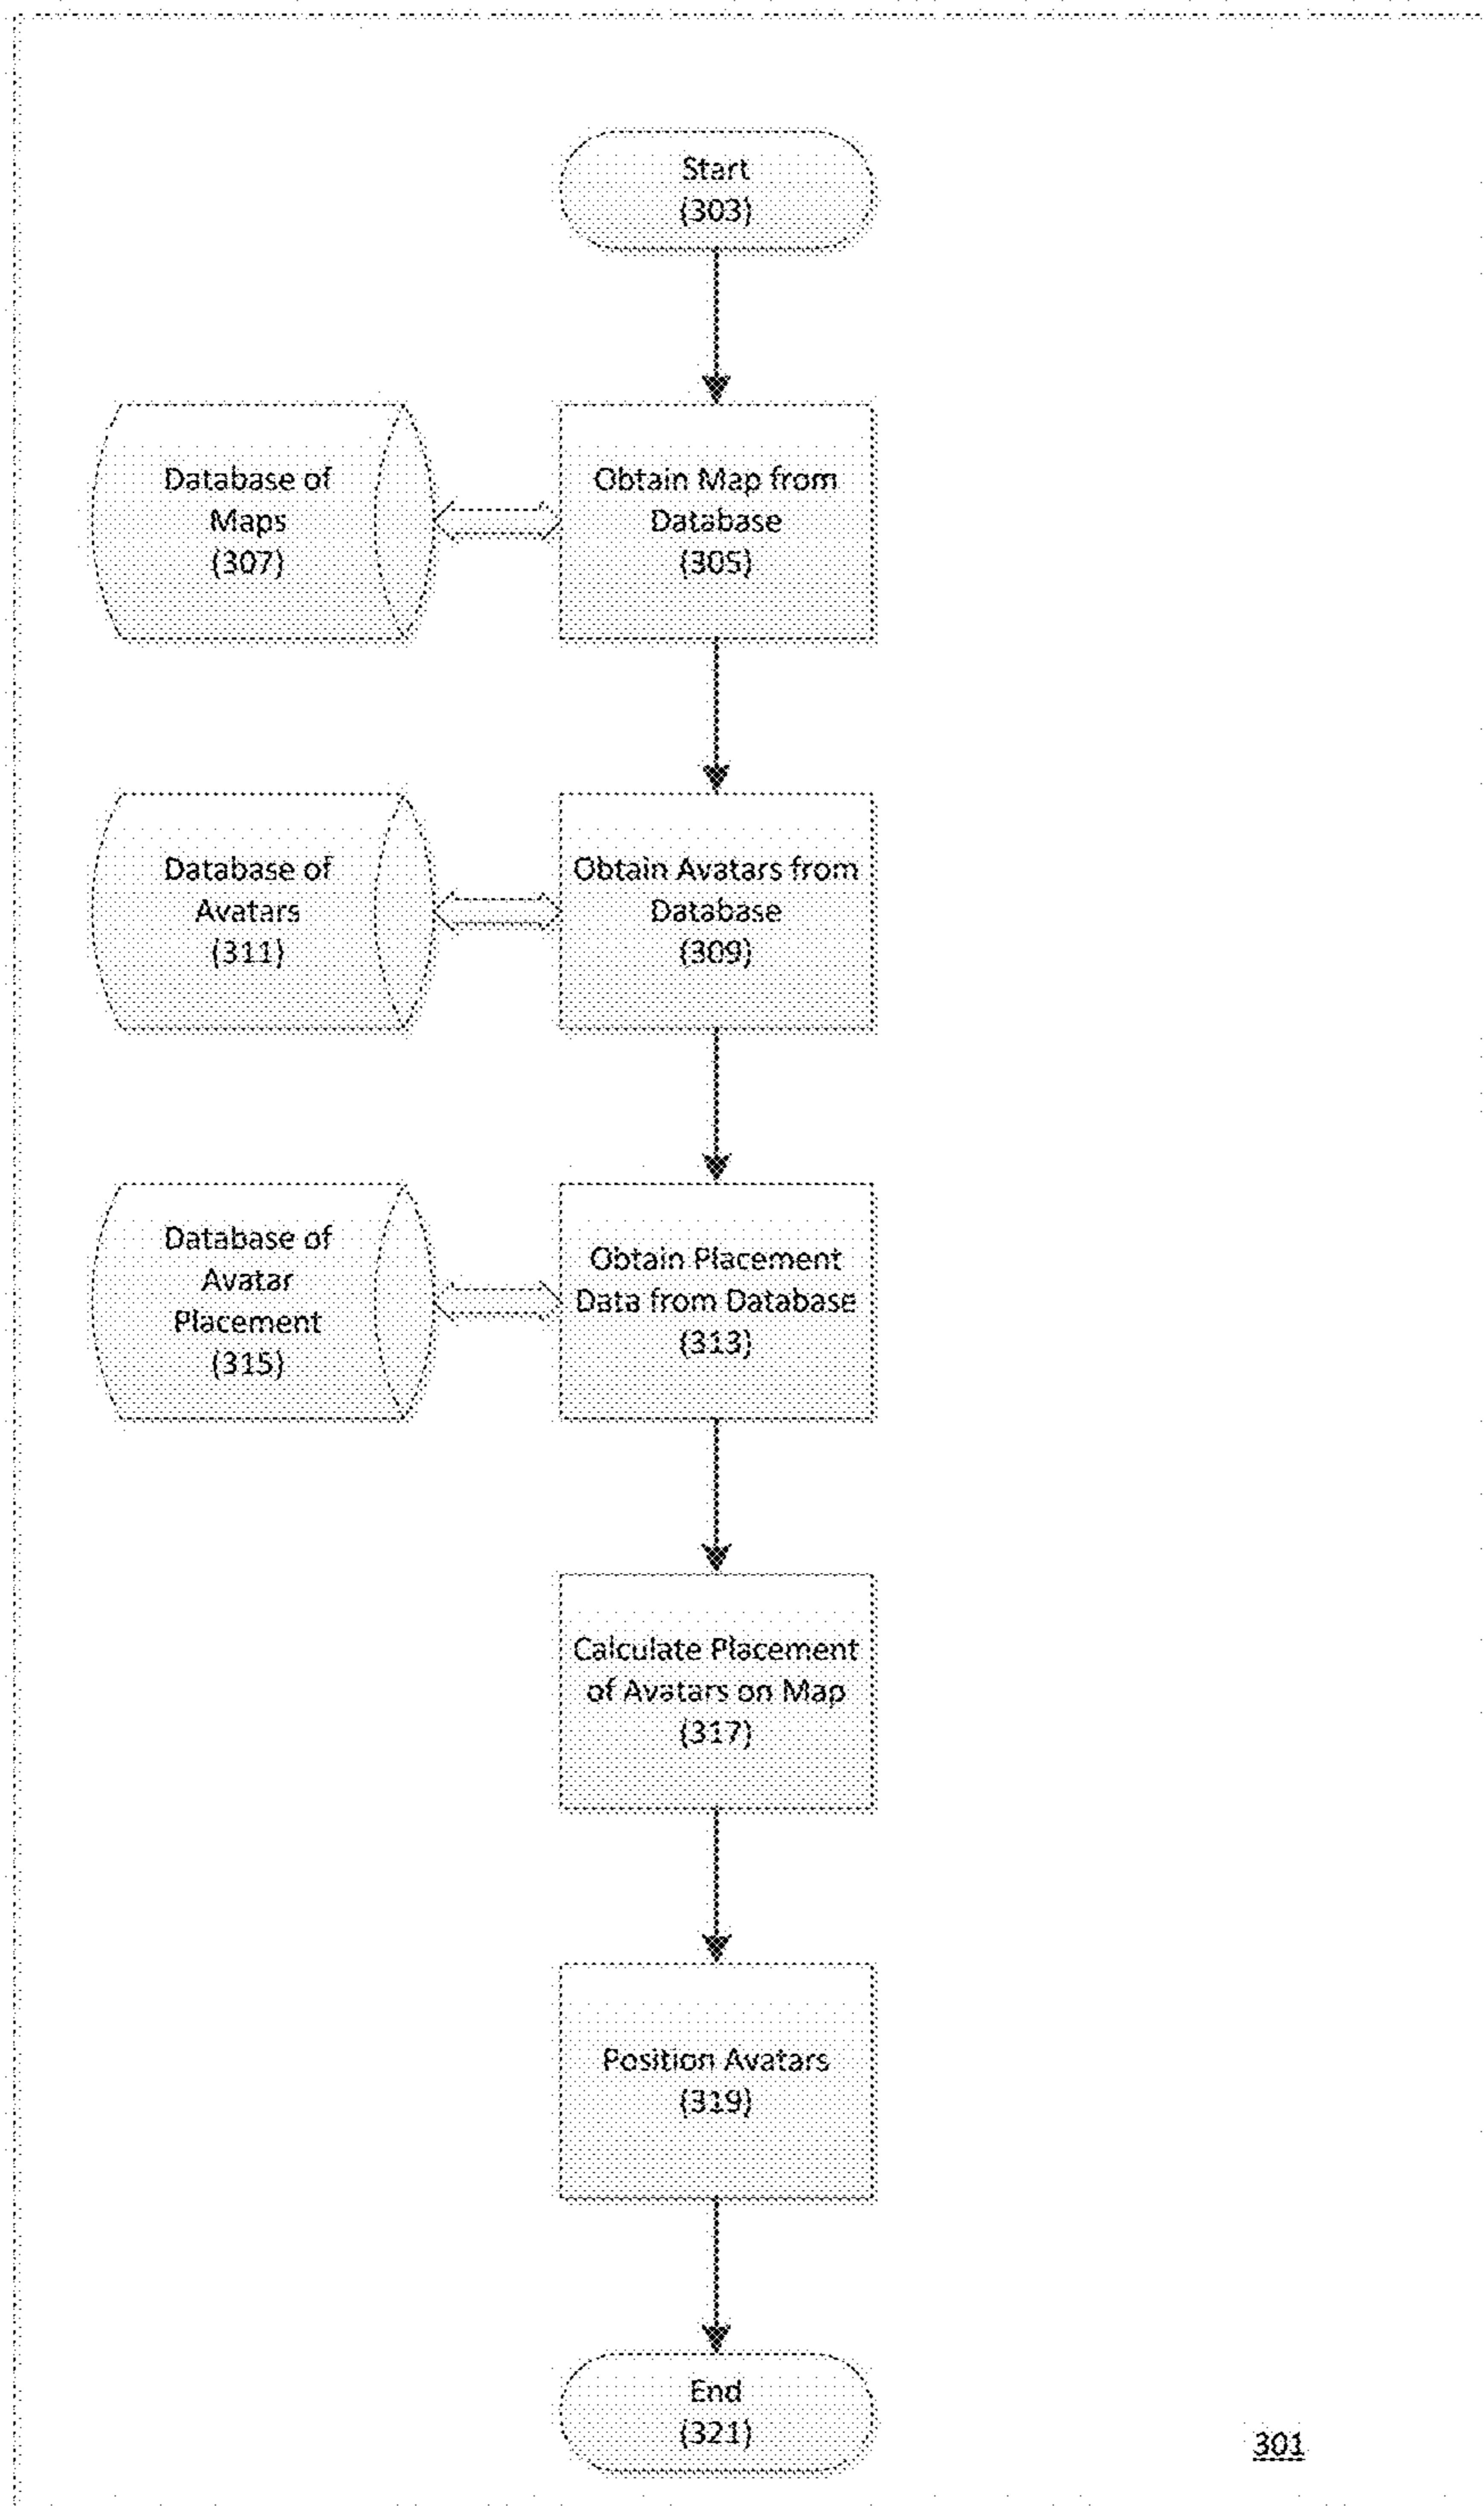 Start
(303)
Database of
Maps
(307)
Obtain Map from
Database
(305)
Database of
Avatars
(311)
Obtain Avatars from
Database
(309)
Database of
Avatar
Placement
(315)
Obtain Placement
Data from Database
(313)
Calculate Placement
of Avatars on Map
(317)
Position Avatars
(319)
End
(321)
301